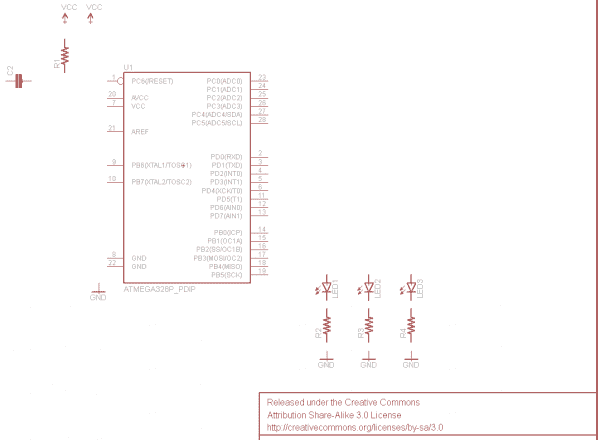 VCC VCC
R1
C2
U1
1 PC6(RESET) PC0(ADC0) 23
PC1(ADC1) 24
20 AVCC PC2(ADC2) 25
7 VCC PC3(ADC3) 26
PC4(ADC4/SDA) 27
PC5(ADC5/SCL) 28
21 AREF
PD0(RXD) 2
9 PB6(XTAL1/TOSC1) PD1(TXD) 3
PD2(INT0) 4
10 PB7(XTAL2/TOSC2) PD3(INT1) 5
PD4(XCK/T0) 6
PD5(T1) 11
PD6(AIN0) 12
PD7(AIN1) 13
PB0(ICP) 14
PB1(OC1A) 15
PB2(SS/OC1B) 16
8 GND PB3(MOSI/OC2) 17
22 GND PB4(MISO) 18
PB5(SCK) 19
ATMEGA328P_PDIP
GND
LED1 LED2 LED3
R2 R3 R4
GND GND GND
Released under the Creative Commons
Attribution Share-Alike 3.0 License
http://creativecommons.org/licenses/by-sa/3.0